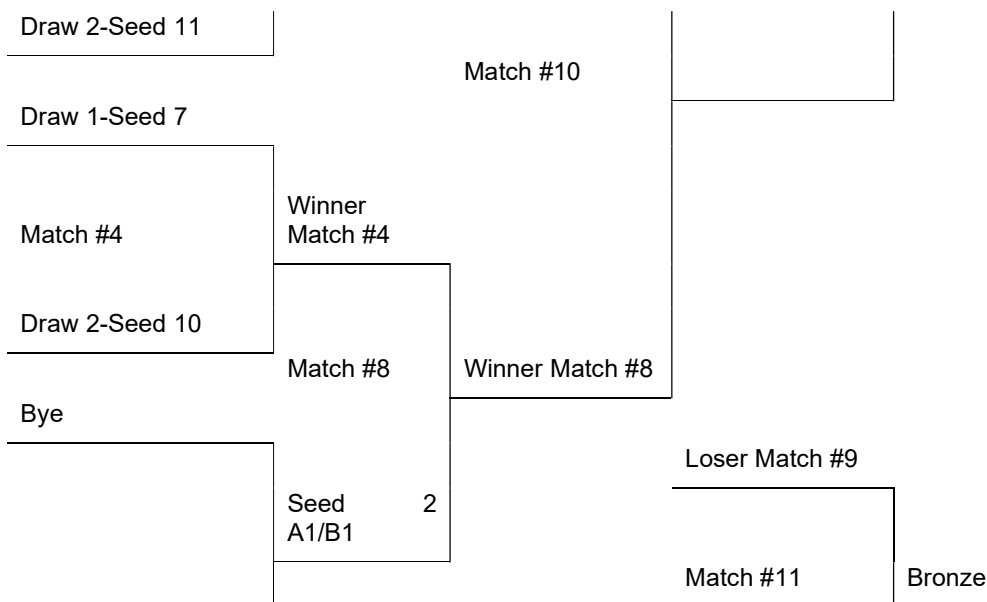 Draw 2-Seed 11
Match #10
Draw 1-Seed 7
Winner
Match #4
Match #4
Draw 2-Seed 10
Match #8
Winner Match #8
Bye
Loser Match #9
Seed 2
A1/B1
Match #11
Bronze